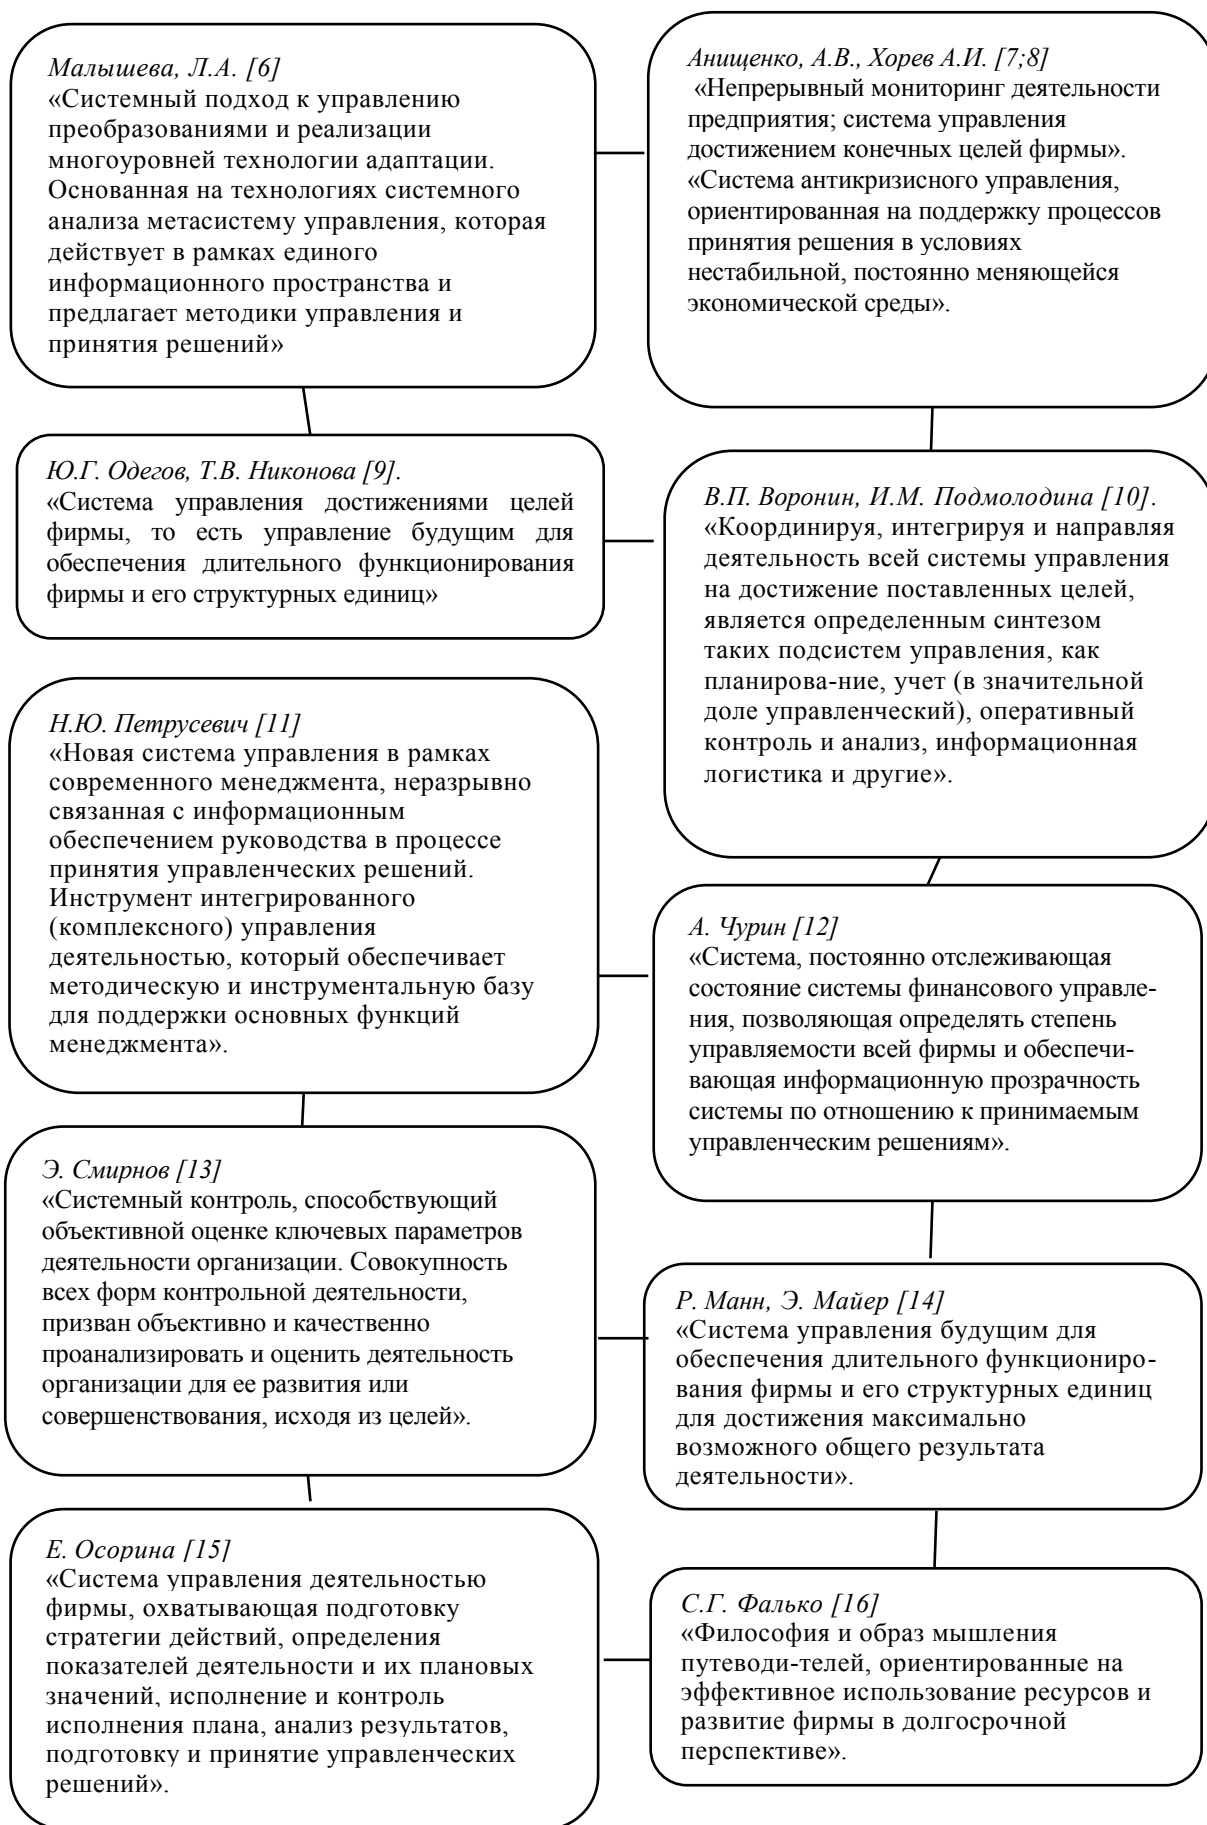 Малышева, Л.А. [6]
«Системный подход к управлению
преобразованиями и реализации
многоуровней технологии адаптации.
Основанная на технологиях системного
анализа метасистему управления, которая
действует в рамках единого
информационного пространства и
предлагает методики управления и
принятия решений»
Анищенко, А.В., Хорев А.И. [7;8]
«Непрерывный мониторинг деятельности
предприятия; система управления
достижением конечных целей фирмы».
«Система антикризисного управления,
ориентированная на поддержку процессов
принятия решения в условиях
нестабильной, постоянно меняющейся
экономической среды».
Ю.Г. Одегов, Т.В. Никонова [9].
«Система управления достижениями целей
фирмы, то есть управление будущим для
обеспечения длительного функционирования
фирмы и его структурных единиц»
В.П. Воронин, И.М. Подмолодина [10].
«Координируя, интегрируя и направляя
деятельность всей системы управления
на достижение поставленных целей,
является определенным синтезом
таких подсистем управления, как
планирова-ние, учет (в значительной
доле управленческий), оперативный
контроль и анализ, информационная
логистика и другие».
Н.Ю. Петрусевич [11]
«Новая система управления в рамках
современного менеджмента, неразрывно
связанная с информационным
обеспечением руководства в процессе
принятия управленческих решений.
Инструмент интегрированного
(комплексного) управления
деятельностью, который обеспечивает
методическую и инструментальную базу
для поддержки основных функций
менеджмента».
А. Чурин [12]
«Система, постоянно отслеживающая
состояние системы финансового управле-
ния, позволяющая определять степень
управляемости всей фирмы и обеспечи-
вающая информационную прозрачность
системы по отношению к принимаемым
управленческим решениям».
Э. Смирнов [13]
«Системный контроль, способствующий
объективной оценке ключевых параметров
деятельности организации. Совокупность
всех форм контрольной деятельности,
призван объективно и качественно
проанализировать и оценить деятельность
организации для ее развития или
совершенствования, исходя из целей».
Р. Манн, Э. Майер [14]
«Система управления будущим для
обеспечения длительного функциониро-
вания фирмы и его структурных единиц
для достижения максимально
возможного общего результата
деятельности».
Е. Осорина [15]
«Система управления деятельностью
фирмы, охватывающая подготовку
стратегии действий, определения
показателей деятельности и их плановых
значений, исполнение и контроль
исполнения плана, анализ результатов,
подготовку и принятие управленческих
решений».
С.Г. Фалько [16]
«Философия и образ мышления
путеводи-телей, ориентированные на
эффективное использование ресурсов и
развитие фирмы в долгосрочной
перспективе».